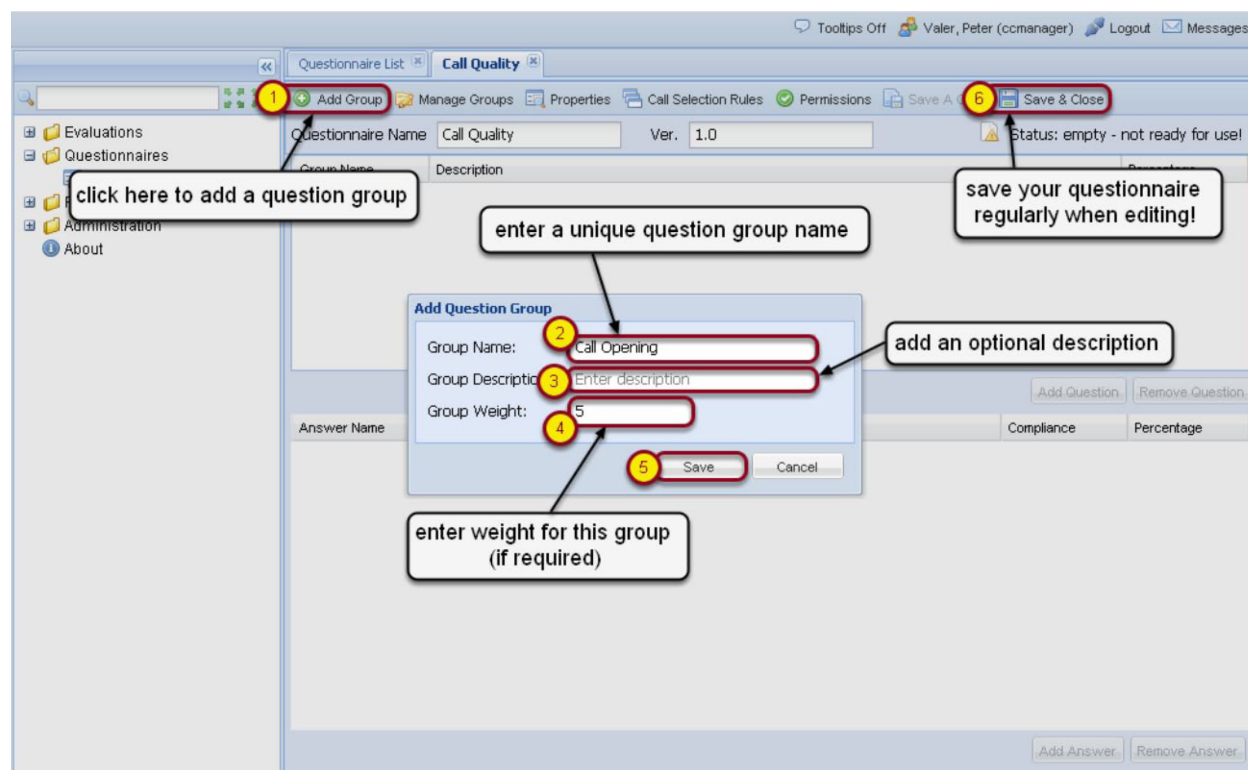 Tooltips Off Valer, Peter (ccmanager) Logout Messages
Questionnaire List Call Quality
1 Add Group Manage Groups Properties Call Selection Rules Permissions Save A 6 Save & Close
Evaluations
Questionnaire Name Call Quality Ver. 1.0 Status: empty - not ready for use!
Questionnaires
Group Name Description Percentage
click here to add a question group
save your questionnaire
regularly when editing!
Administration
About
enter a unique question group name
Add Question Group
2
Group Name: Call Opening
add an optional description
Group Descriptio 3 Enter description
Add Question Remove Question
Group Weight: 5
4
Answer Name Compliance Percentage
5 Save Cancel
enter weight for this group
(if required)
Add Answer Remove Answer